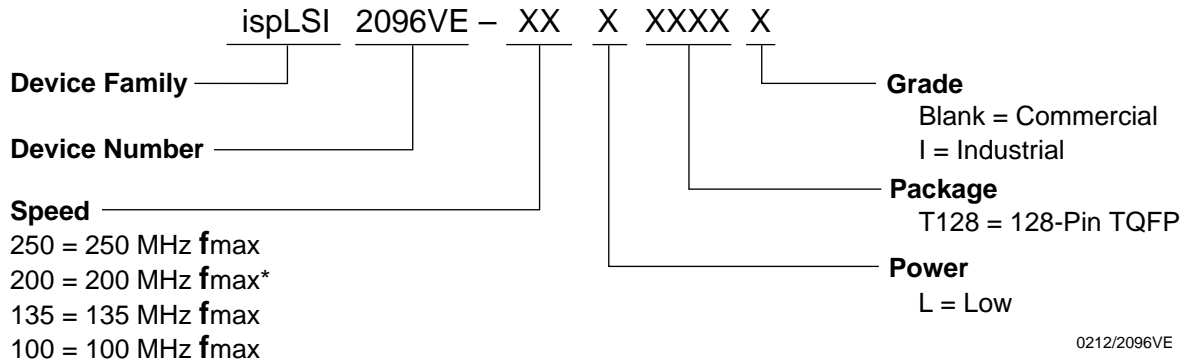 ispLSI 2096VE – XX X XXXX X
Device Family
Device Number
Speed
250 = 250 MHz fmax
200 = 200 MHz fmax*
135 = 135 MHz fmax
100 = 100 MHz fmax
Grade
Blank = Commercial
I = Industrial
Package
T128 = 128-Pin TQFP
Power
L = Low
0212/2096VE